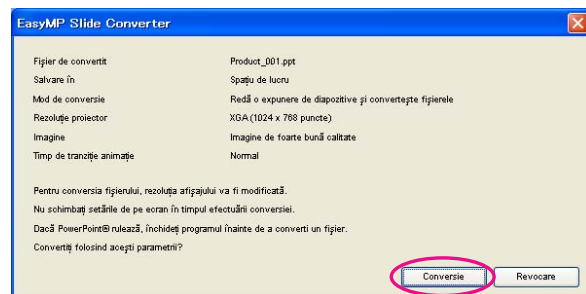 EasyMP Slide Converter
Fişier de convertit Product_001.ppt
Salvare în Spaţiu de lucru
Mod de conversie Redă o expunere de diapozitive şi converteşte fişierele
Rezoluţie proiector XGA (1024 x 768 puncte)
Imagine Imagine de foarte bună calitate
Timp de tranziţie animaţie Normal
Pentru conversia fişierului, rezoluţia afişajului va fi modificată.
Nu schimbaţi setările de pe ecran în timpul efectuării conversiei.
Dacă PowerPoint® rulează, închideţi programul înainte de a converti un fişier.
Convertiţi folosind aceşti parametrii?
Conversie Revocare